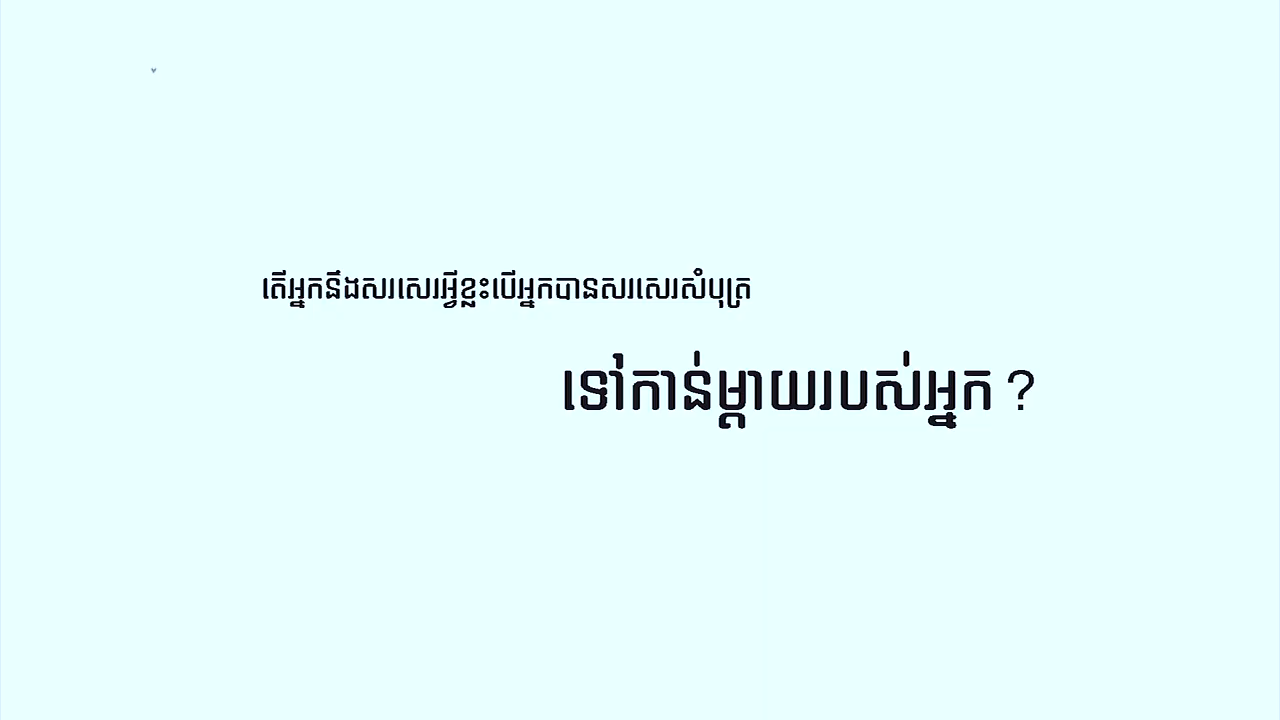 តើអ្នកនឹងសរសេរអ្វីខ្លះបើអ្នកបានសរសេរសំបុត្រ
ទៅកាន់ម្តាយរបស់អ្នក ?